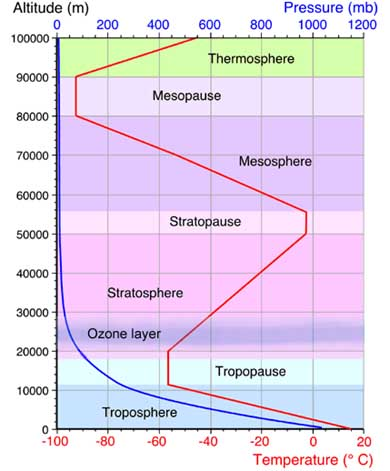 Altitude (m) Pressure (mb)
0 200 400 600 800 1000 1200
100000
Thermosphere
90000
Mesopause
80000
70000
Mesosphere
60000
Stratopause
50000
40000
Stratosphere
30000
Ozone layer
20000
Tropopause
10000
Troposphere
0
-100 -80 -60 -40 -20 0 20
Temperature (° C)